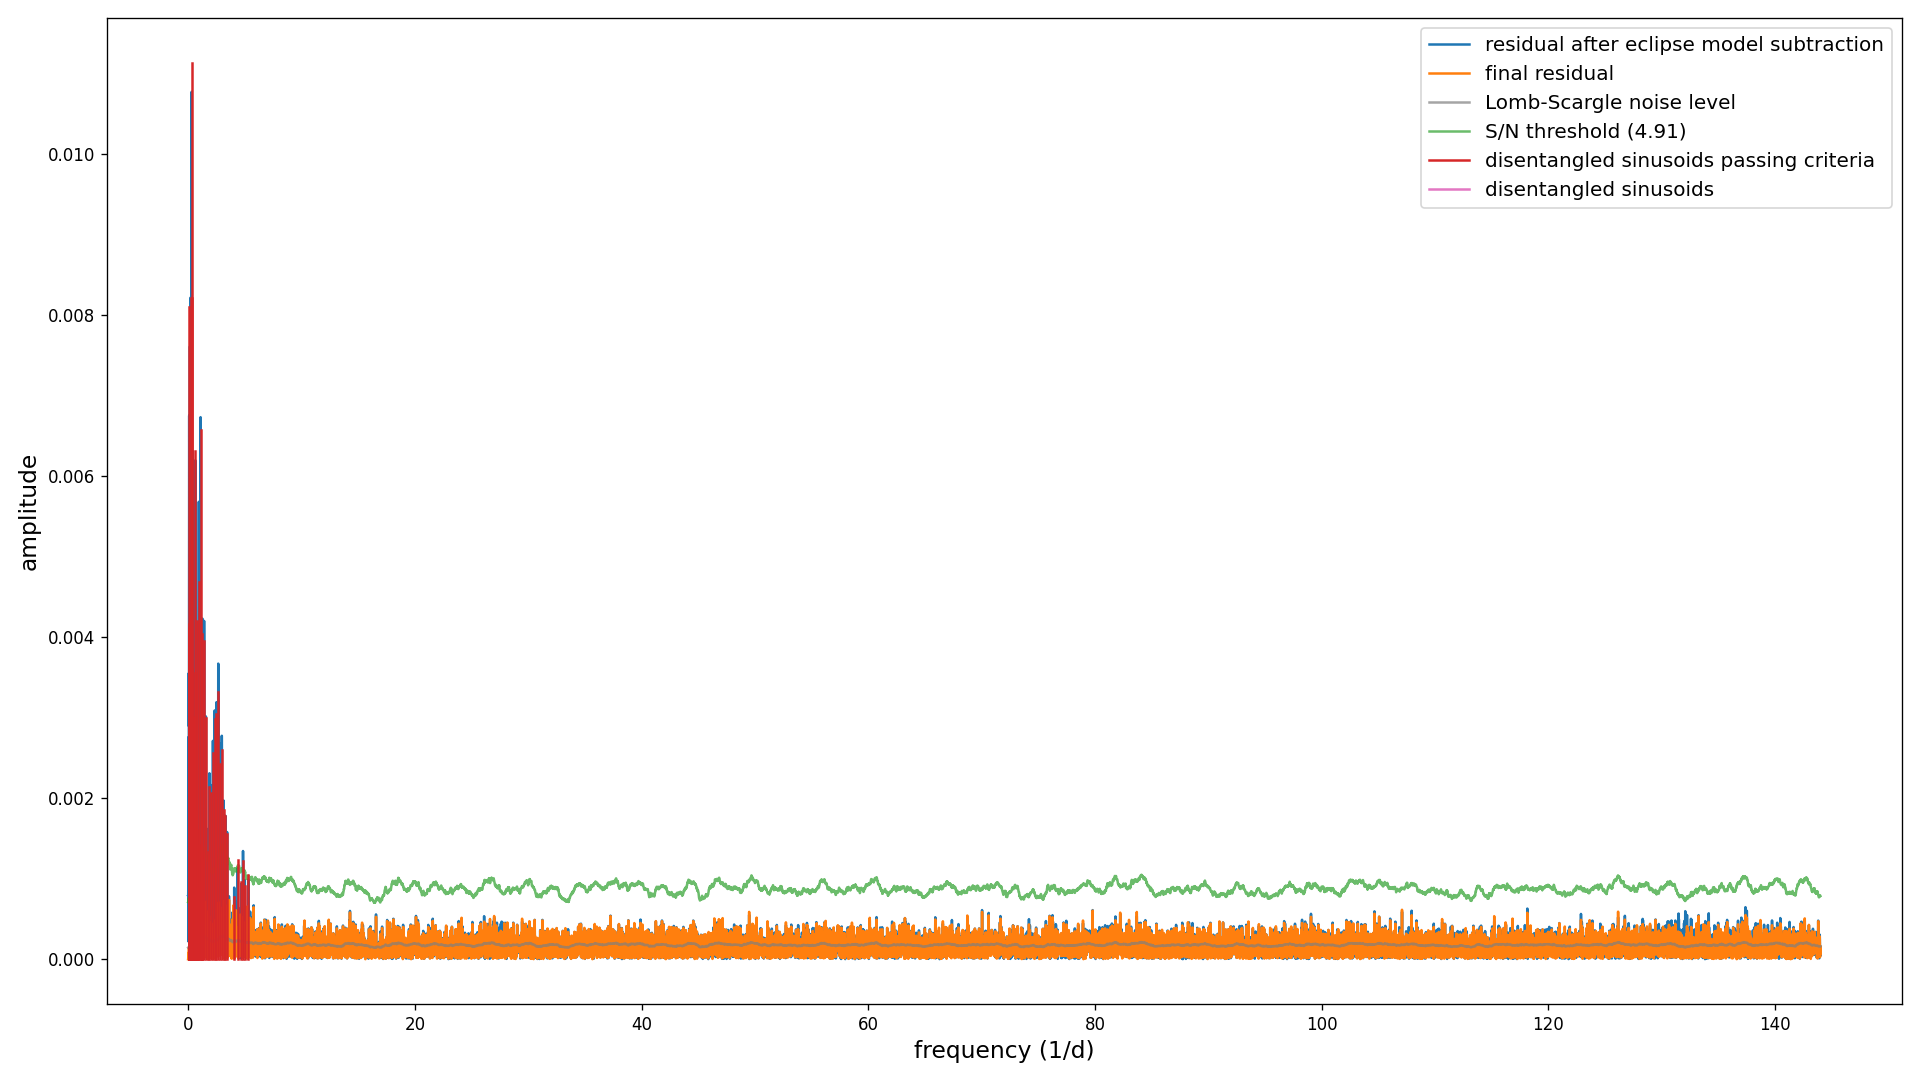 residual after eclipse model subtraction
final residual
Lomb-Scargle noise level
S/N threshold (4.91)
disentangled sinusoids passing criteria
disentangled sinusoids
0.010
0.008
0.006
0.004
0.002
0.000
amplitude
0 20 40 60 80 100 120 140
frequency (1/d)